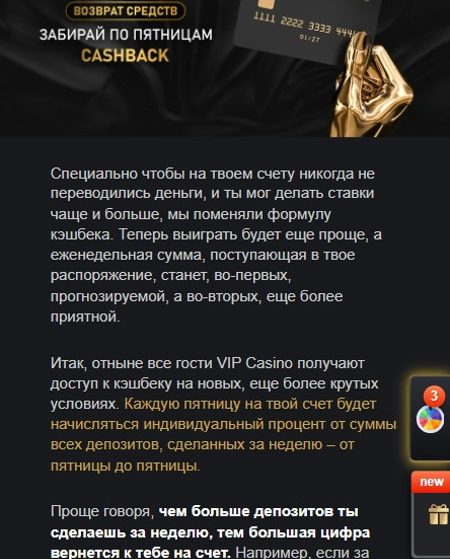 ВОЗВРАТ СРЕДСТВ
ЗАБИРАЙ ПО ПЯТНИЦАМ
CASHBACK
1111 2222 3333 4444
01/27
Специально чтобы на твоем счету никогда не
переводились деньги, и ты мог делать ставки
чаще и больше, мы поменяли формулу
кэшбека. Теперь выиграть будет еще проще, а
еженедельная сумма, поступающая в твое
распоряжение, станет, во-первых,
прогнозируемой, а во-вторых, еще более
приятной.
Итак, отныне все гости VIP Casino получают
доступ к кэшбеку на новых, еще более крутых
условиях. Каждую пятницу на твой счет будет
начисляться индивидуальный процент от суммы
всех депозитов, сделанных за неделю – от
пятницы до пятницы.
3
new
Проще говоря, чем больше депозитов ты
сделаешь за неделю, тем большая цифра
вернется к тебе на счет. Например, если за